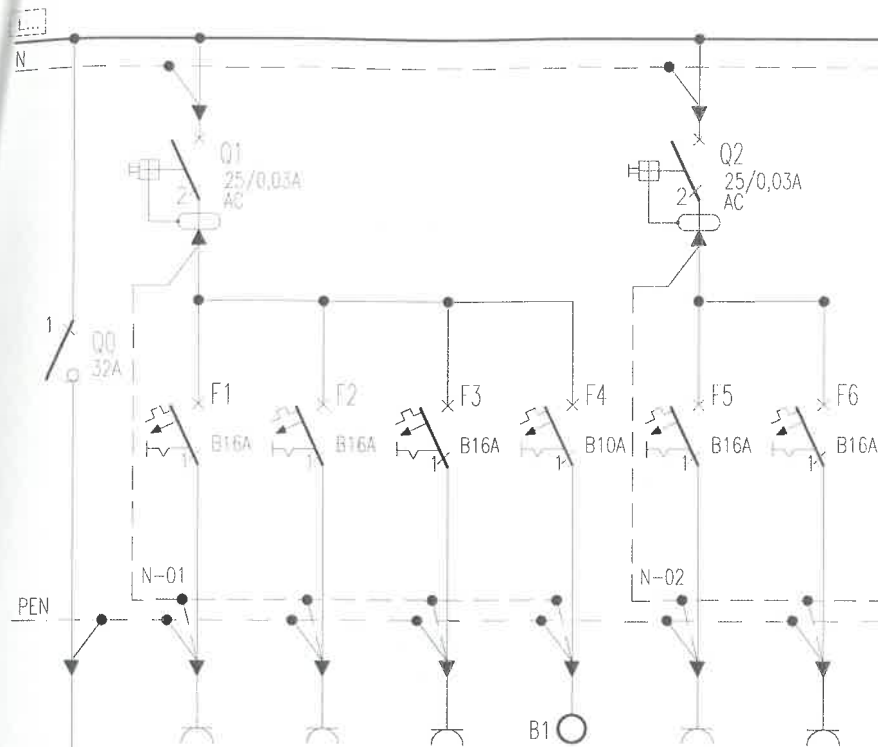 L...
N
Q1
25/0,03A
AC
2
Q2
25/0,03A
AC
2
1
Q0
32A
F1
B16A
1
F2
B16A
1
F3
B16A
1
F4
B10A
1
F5
B16A
1
F6
B16A
1
N-01
N-02
PEN
B1